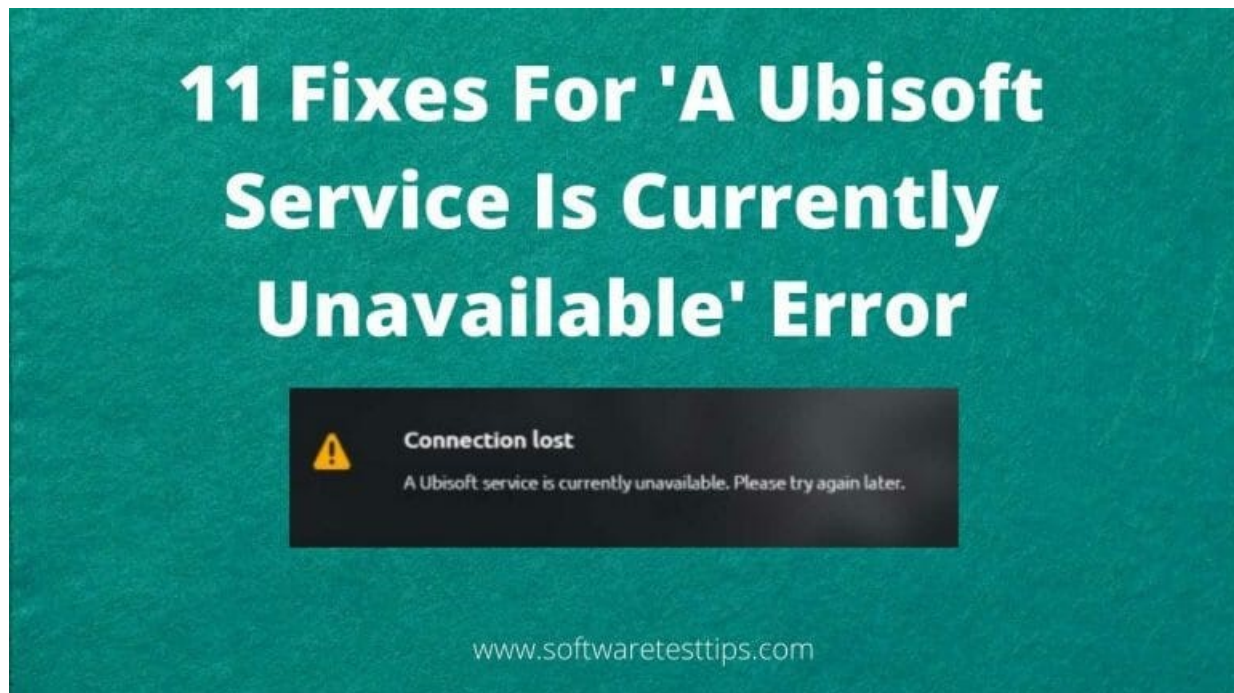 11 Fixes For 'A Ubisoft
Service Is Currently
Unavailable' Error
Connection lost
A Ubisoft service is currently unavailable. Please try again later.
www.softwaretesttips.com